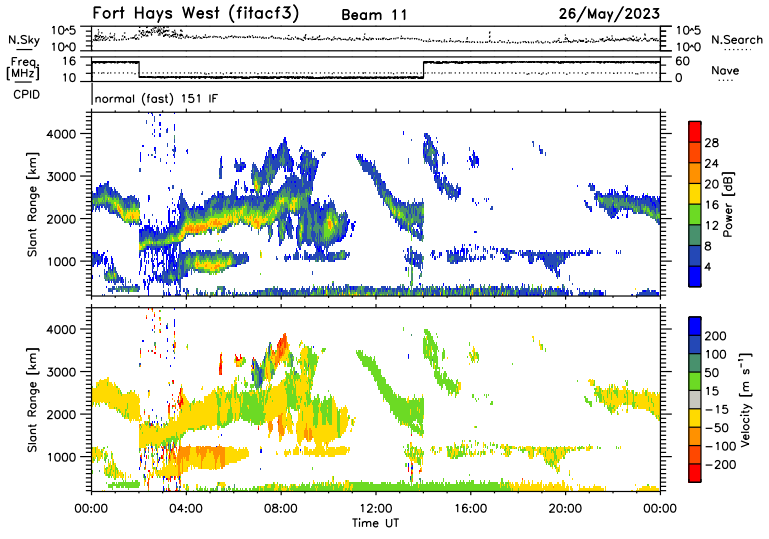 Fort Hays West (fitacf3) Beam 11 26/May/2023
N.Sky 10^5 10^0 10^5 10^0 N.Search
Freq. [MHz] 16 10 60 0 Nave
CPID normal (fast) 151 IF
Slant Range [km] 4000 3000 2000 1000
28 24 20 16 12 8 4 Power [dB]
Slant Range [km] 4000 3000 2000 1000
200 100 50 15 -15 -50 -100 -200 Velocity [m s⁻¹]
00:00 04:00 08:00 12:00 16:00 20:00 00:00
Time UT